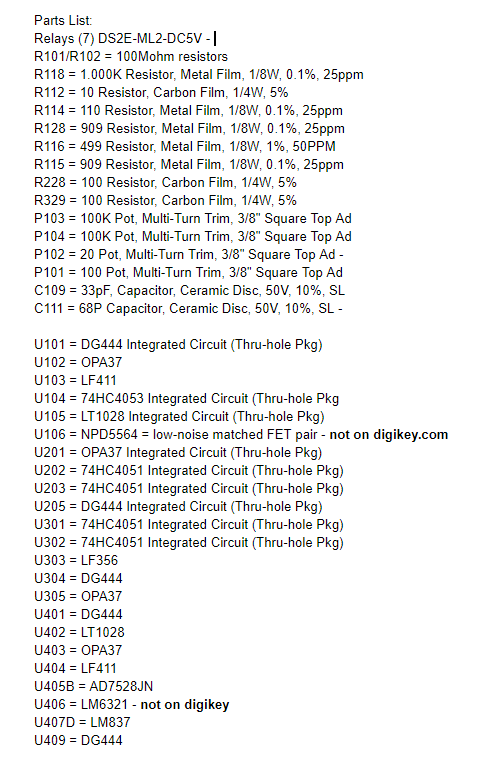 Parts List:
Relays (7) DS2E-ML2-DC5V -
R101/R102 = 100Mohm resistors
R118 = 1.000K Resistor, Metal Film, 1/8W, 0.1%, 25ppm
R112 = 10 Resistor, Carbon Film, 1/4W, 5%
R114 = 110 Resistor, Metal Film, 1/8W, 0.1%, 25ppm
R128 = 909 Resistor, Metal Film, 1/8W, 0.1%, 25ppm
R116 = 499 Resistor, Metal Film, 1/8W, 1%, 50PPM
R115 = 909 Resistor, Metal Film, 1/8W, 0.1%, 25ppm
R228 = 100 Resistor, Carbon Film, 1/4W, 5%
R329 = 100 Resistor, Carbon Film, 1/4W, 5%
P103 = 100K Pot, Multi-Turn Trim, 3/8" Square Top Ad
P104 = 100K Pot, Multi-Turn Trim, 3/8" Square Top Ad
P102 = 20 Pot, Multi-Turn Trim, 3/8" Square Top Ad -
P101 = 100 Pot, Multi-Turn Trim, 3/8" Square Top Ad
C109 = 33pF, Capacitor, Ceramic Disc, 50V, 10%, SL
C111 = 68P Capacitor, Ceramic Disc, 50V, 10%, SL -
U101 = DG444 Integrated Circuit (Thru-hole Pkg)
U102 = OPA37
U103 = LF411
U104 = 74HC4053 Integrated Circuit (Thru-hole Pkg
U105 = LT1028 Integrated Circuit (Thru-hole Pkg)
U106 = NPD5564 = low-noise matched FET pair - not on digikey.com
U201 = OPA37 Integrated Circuit (Thru-hole Pkg)
U202 = 74HC4051 Integrated Circuit (Thru-hole Pkg)
U203 = 74HC4051 Integrated Circuit (Thru-hole Pkg)
U205 = DG444 Integrated Circuit (Thru-hole Pkg)
U301 = 74HC4051 Integrated Circuit (Thru-hole Pkg)
U302 = 74HC4051 Integrated Circuit (Thru-hole Pkg)
U303 = LF356
U304 = DG444
U305 = OPA37
U401 = DG444
U402 = LT1028
U403 = OPA37
U404 = LF411
U405B = AD7528JN
U406 = LM6321 - not on digikey
U407D = LM837
U409 = DG444